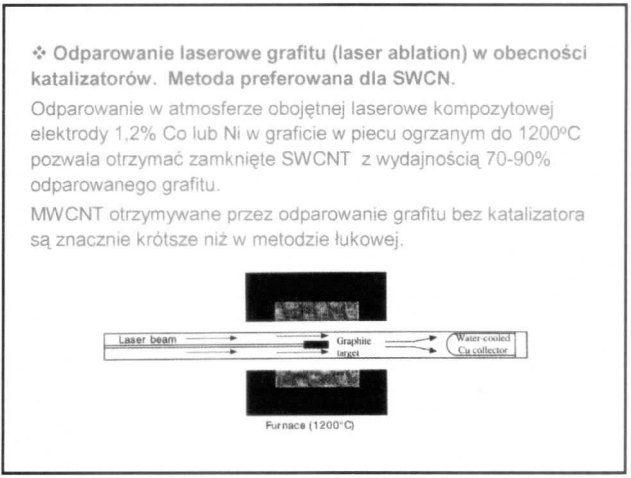 ❖ Odparowanie laserowe grafitu (laser ablation) w obecności
katalizatorów. Metoda preferowana dla SWCN.
Odparowanie w atmosferze obojętnej laserowe kompozytowej
elektrody 1,2% Co lub Ni w graficie w piecu ogrzanym do 1200ºC
pozwala otrzymać zamknięte SWCNT z wydajnością 70-90%
odparowanego grafitu.
MWCNT otrzymywane przez odparowanie grafitu bez katalizatora
są znacznie krótsze niż w metodzie łukowej.
Laser beam
Graphite
target
Water-cooled
Cu collector
Furnace (1200°C)